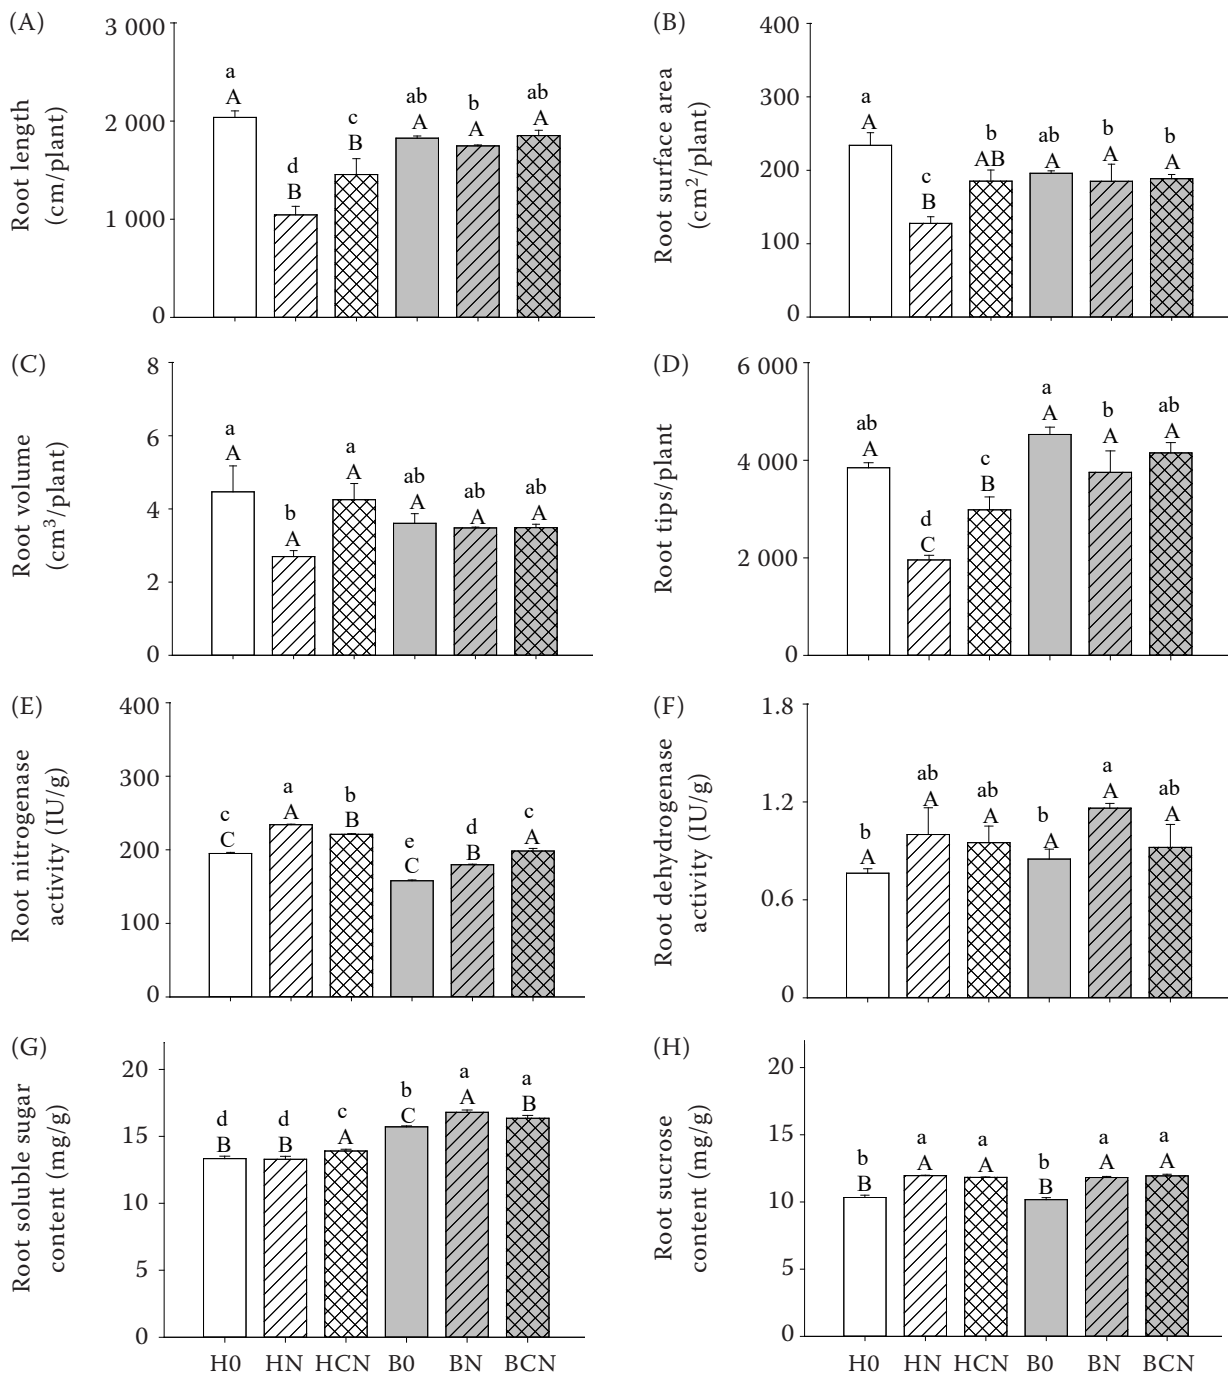 (A)
Root length
(cm/plant)
3 000
2 000
1 000
0
a
A
d
B
c
B
ab
A
b
A
ab
A
(B)
Root surface area
(cm2/plant)
400
300
200
100
0
a
A
c
B
b
AB
ab
A
b
A
b
A
(C)
Root volume
(cm3/plant)
8
6
4
2
0
a
A
b
A
a
A
ab
A
ab
A
ab
A
(D)
Root tips/plant
6 000
4 000
2 000
0
ab
A
d
C
c
B
a
A
b
A
ab
A
(E)
Root nitrogenase
activity (IU/g)
400
300
200
100
0
c
C
a
A
b
B
e
C
d
B
c
A
(F)
Root dehydrogenase
activity (IU/g)
1.8
1.2
0.6
0
b
A
ab
A
ab
A
b
A
a
A
ab
A
(G)
Root soluble sugar
content (mg/g)
20
15
10
5
0
d
B
d
B
c
A
b
C
a
A
a
B
H0 HN HCN B0 BN BCN
(H)
Root sucrose
content (mg/g)
20
15
10
5
0
b
B
a
A
a
A
b
B
a
A
a
A
H0 HN HCN B0 BN BCN